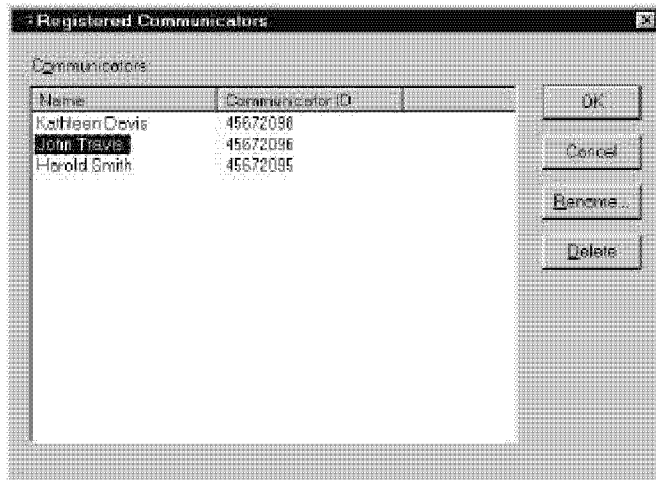 Registered Communicators
Communicators
Name Communicator ID
Kathleen Davis 45672098
John Travis 45672096
Harold Smith 45672095
OK
Cancel
Rename...
Delete